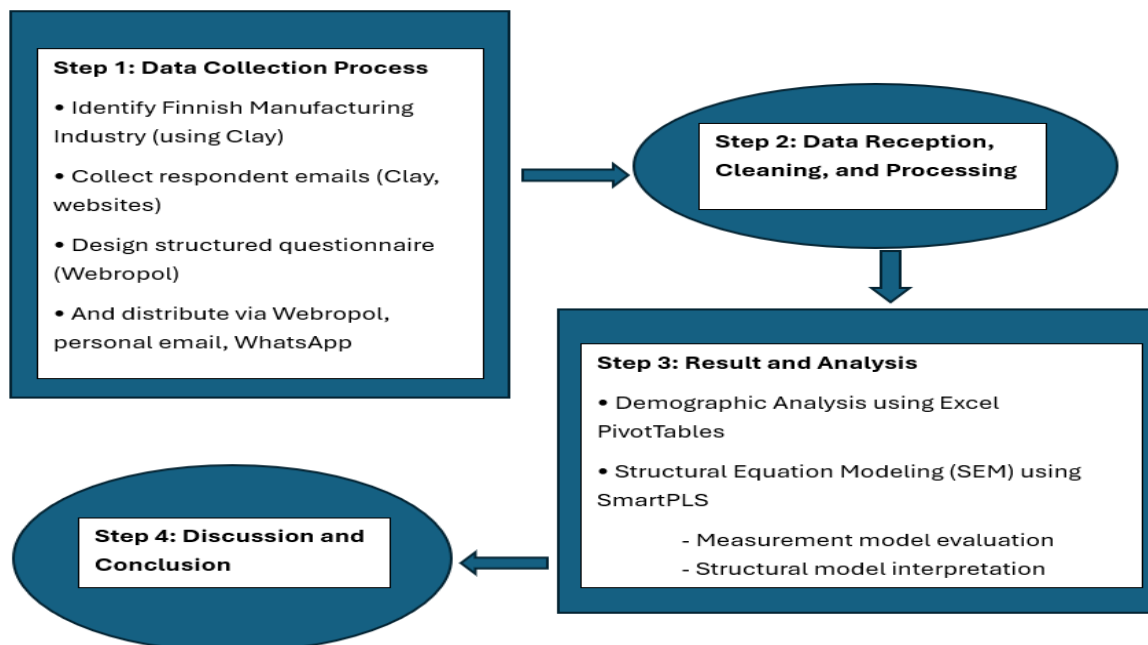 Step 1: Data Collection Process
• Identify Finnish Manufacturing
Industry (using Clay)
• Collect respondent emails (Clay,
websites)
• Design structured questionnaire
(Webropol)
• And distribute via Webropol,
personal email, WhatsApp
Step 2: Data Reception,
Cleaning, and Processing
Step 3: Result and Analysis
• Demographic Analysis using Excel
PivotTables
• Structural Equation Modeling (SEM) using
SmartPLS
- Measurement model evaluation
- Structural model interpretation
Step 4: Discussion and
Conclusion